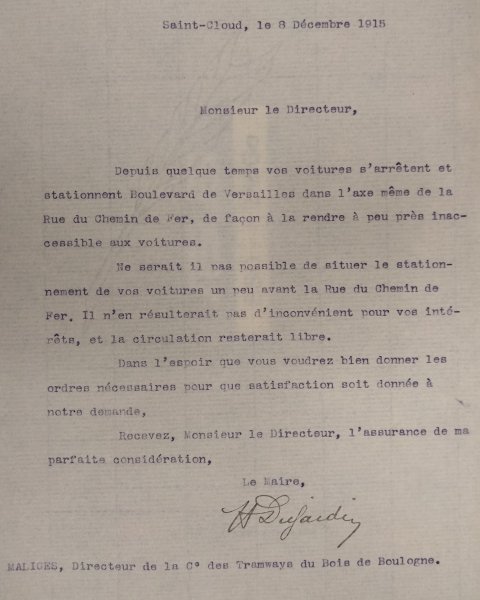 Saint-Cloud, le 8 Décembre 1915
Monsieur le Directeur,
Depuis quelque temps vos voitures s'arrêtent et
stationnent Boulevard de Versailles dans l'axe même de la
Rue du Chemin de Fer, de façon à la rendre à peu près inac-
cessible aux voitures.
Ne serait il pas possible de situer le station-
nement de vos voitures un peu avant la Rue du Chemin de
Fer. Il n'en résulterait pas d'inconvénient pour vos inté-
rêts, et la circulation resterait libre.
Dans l'espoir que vous voudrez bien donner les
ordres nécessaires pour que satisfaction soit donnée à
notre demande,
Recevez, Monsieur le Directeur, l'assurance de ma
parfaite considération,
Le Maire,
H Dujardin
MALIGES, Directeur de la C° des Tramways du Bois de Boulogne.